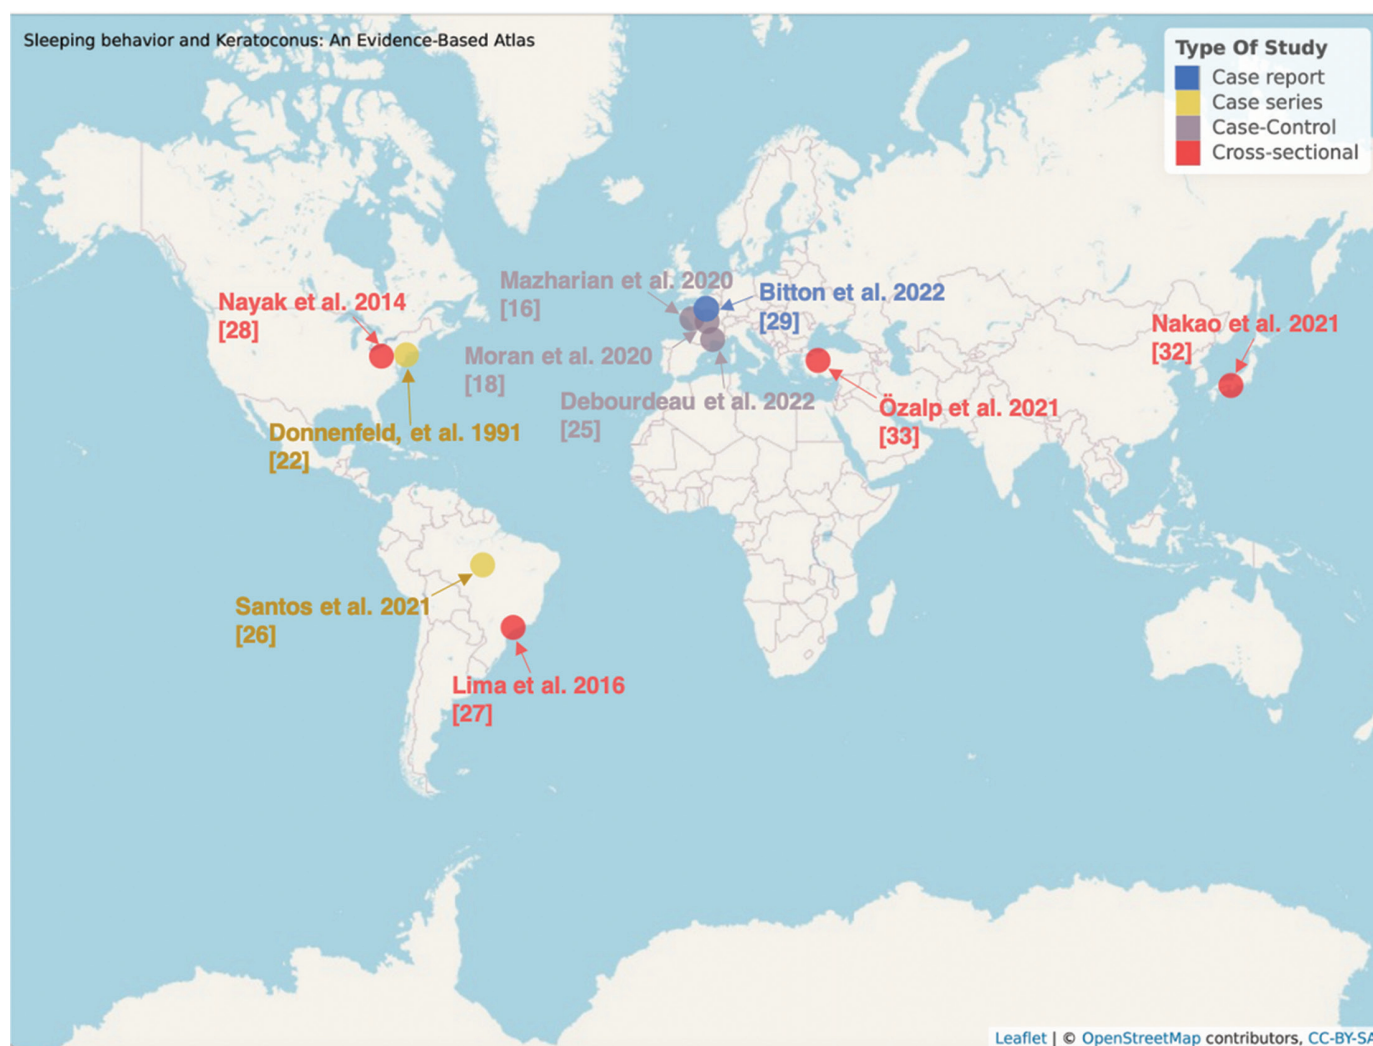 Sleeping behavior and Keratoconus: An Evidence-Based Atlas
Type Of Study
Case report
Case series
Case-Control
Cross-sectional
Mazharian et al. 2020
[16]
Bitton et al. 2022
[29]
Nayak et al. 2014
[28]
Nakao et al. 2021
[32]
Moran et al. 2020
[18]
Debourdeau et al. 2022
[25]
Özalp et al. 2021
[33]
Donnenfeld, et al. 1991
[22]
Santos et al. 2021
[26]
Lima et al. 2016
[27]
Leaflet | © OpenStreetMap contributors, CC-BY-SA